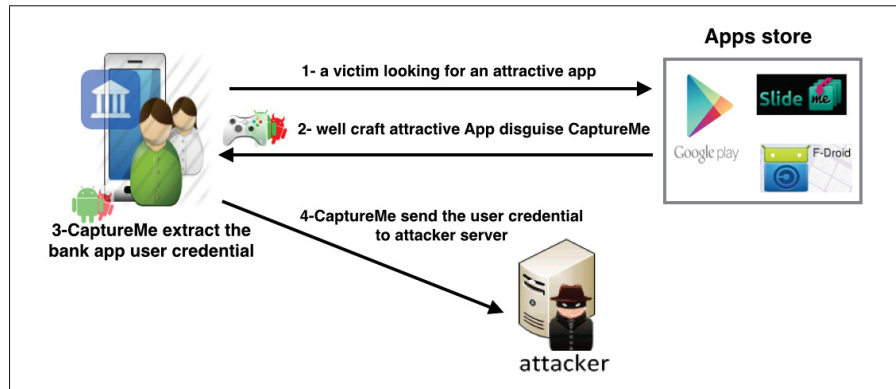 Apps store
1- a victim looking for an attractive app
Google play
Slide me
2- well craft attractive App disguise CaptureMe
F-Droid
3-CaptureMe extract the
bank app user credential
4-CaptureMe send the user credential
to attacker server
attacker